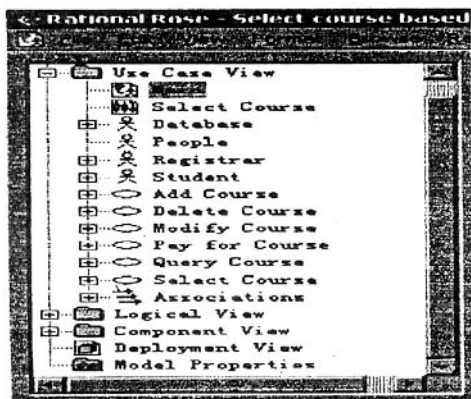 Rational Rose - Select course based
Use Case View
Main
Select Course
Database
People
Registrar
Student
Add Course
Delete Course
Modify Course
Pay for Course
Query Course
Select Course
Associations
Logical View
Component View
Deployment View
Model Properties